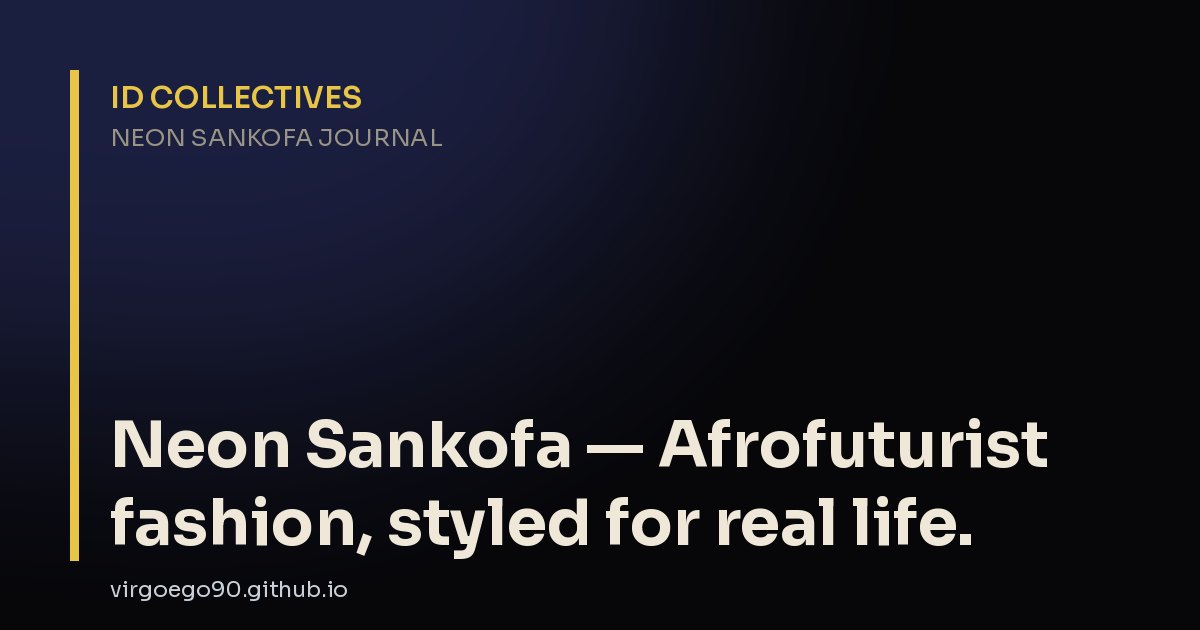 ID COLLECTIVES
NEON SANKOFA JOURNAL
Neon Sankofa — Afrofuturist
fashion, styled for real life.
virgoego90.github.io